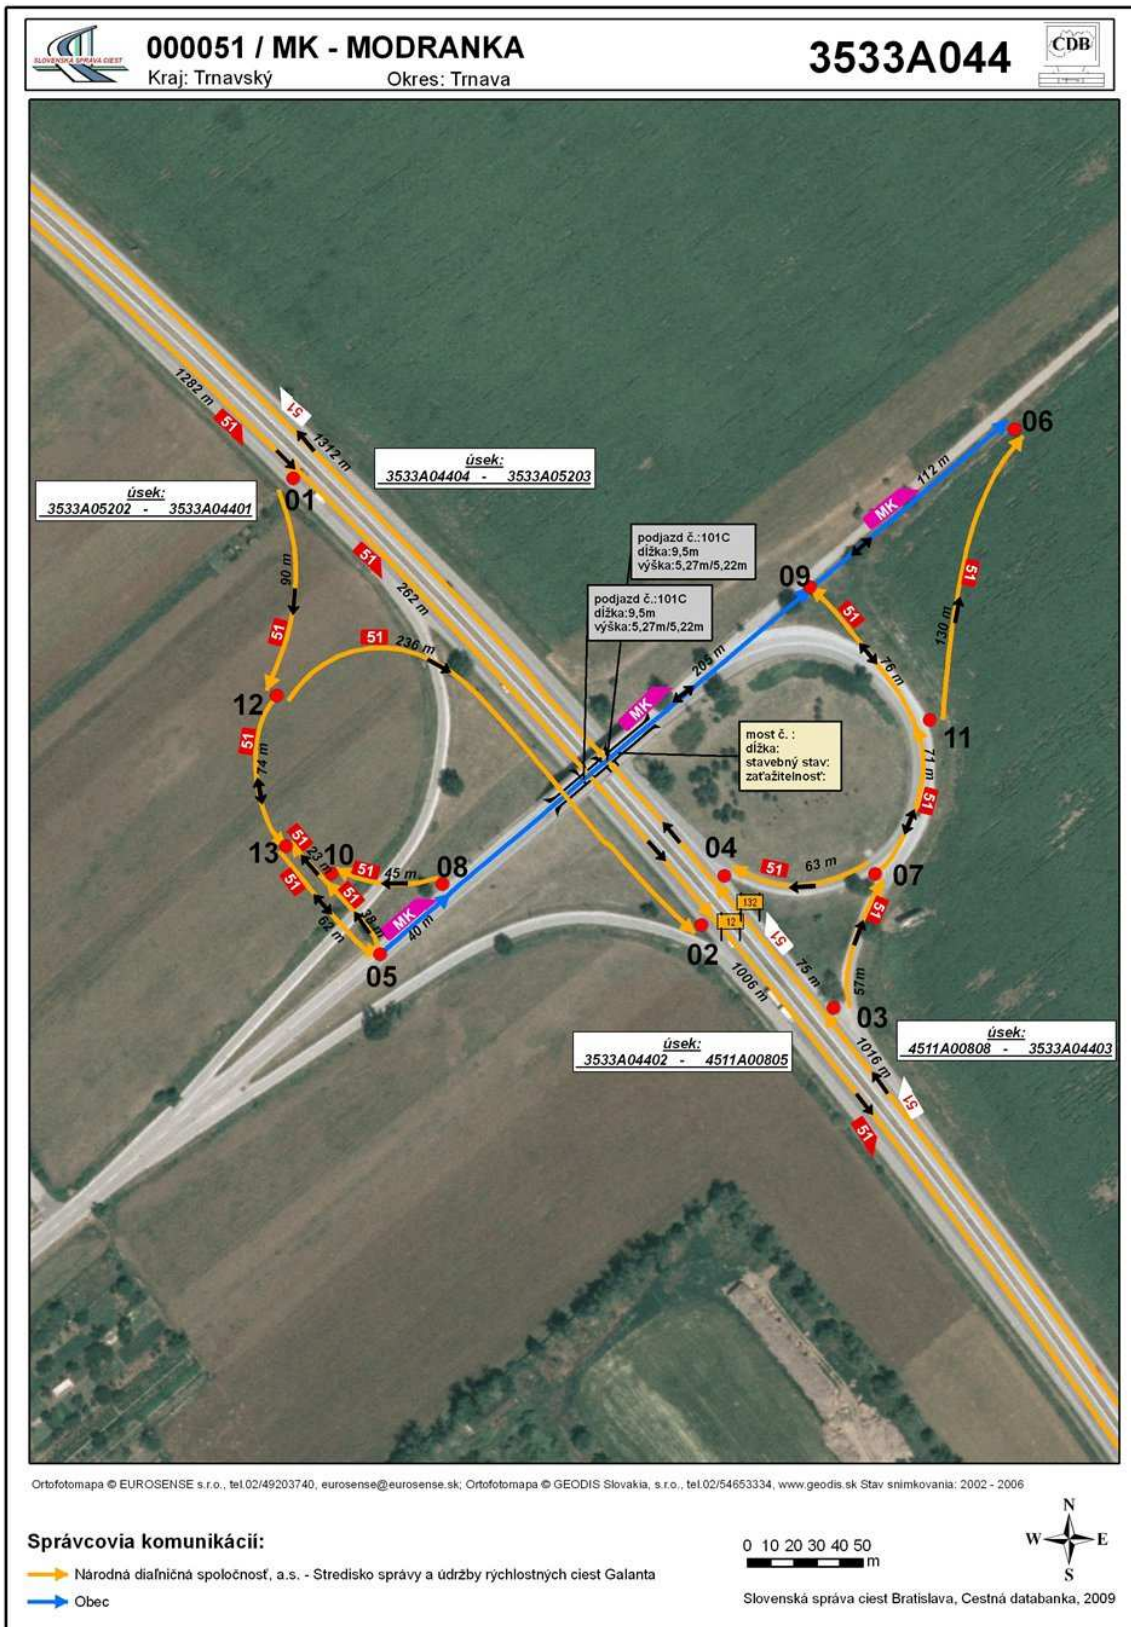 SLOVENSKÁ SPRÁVA CIEST
000051 / MK - MODRANKA
Kraj: Trnavský
Okres: Trnava
3533A044
CDB
1282 m
51
51
1312 m
úsek:
3533A04404 - 3533A05203
06
112 m
MK
01
úsek:
3533A05202 - 3533A04401
podjazd č.:101C
dĺžka:9,5m
výška:5,27m/5,22m
51
262 m
90 m
09
podjazd č.:101C
dĺžka:9,5m
výška:5,27m/5,22m
51
51
130 m
51
51
236 m
76 m
205 m
12
MK
11
51
74 m
most č. :
dĺžka:
stavebný stav:
zaťažiteľnosť:
71 m
51
13
51
23 m
10
51
45 m
08
04
51
63 m
07
51
51
38 m
MK
40 m
62 m
132
12
51
51
05
02
1006 m
75 m
57m
03
úsek:
3533A04402 - 4511A00805
úsek:
4511A00808 - 3533A04403
1016 m
51
51
Ortofotomapa © EUROSENSE s.r.o., tel.02/49203740, eurosense@eurosense.sk; Ortofotomapa © GEODIS Slovakia, s.r.o., tel.02/54653334, www.geodis.sk Stav snímkovania: 2002 - 2006
Správcovia komunikácií:
Národná diaľničná spoločnosť, a.s. - Stredisko správy a údržby rýchlostných ciest Galanta
Obec
0 10 20 30 40 50
m
N
W E
S
Slovenská správa ciest Bratislava, Cestná databanka, 2009